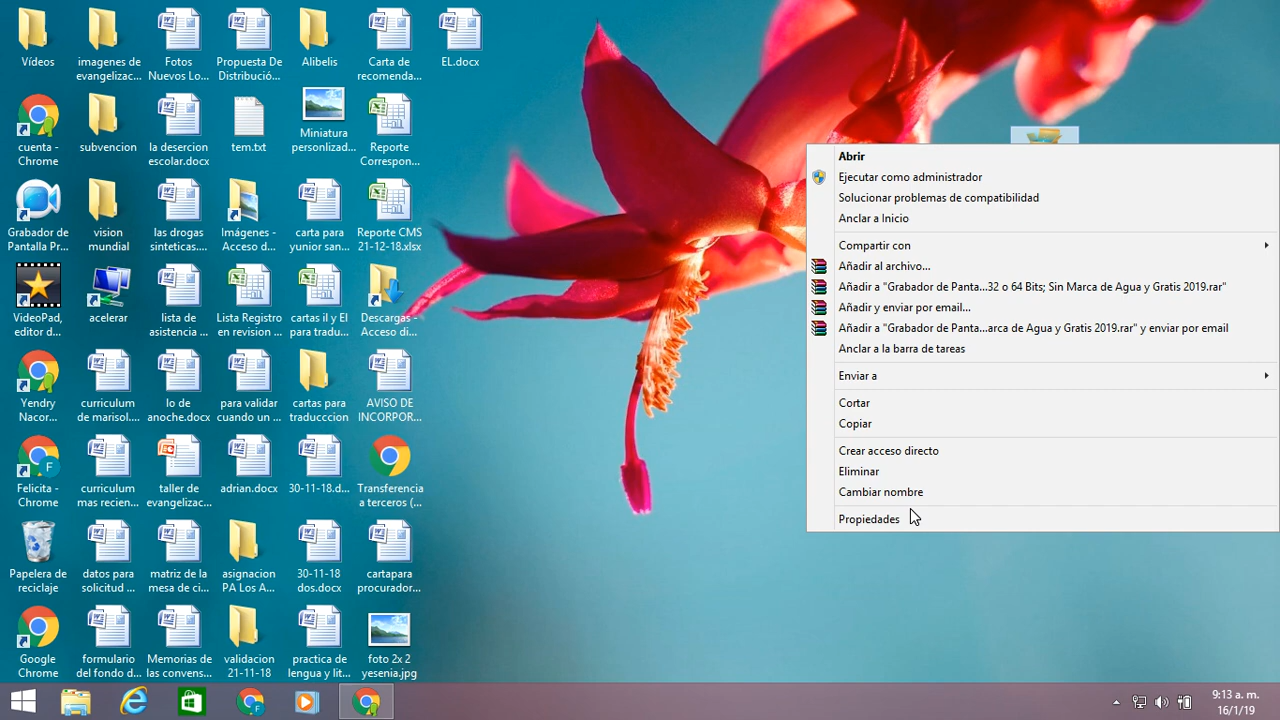 Vídeos
imagenes de
evangelizac...
Fotos
Nuevos Lo...
Propuesta De
Distribució...
Alibelis
Carta de
recomenda...
EL.docx
cuenta -
Chrome
subvencion
la desercion
escolar.docx
tem.txt
Miniatura
personlizad...
Reporte
Correspon...
Grabador de
Pantalla Pr...
vision
mundial
las drogas
sinteticas....
Imágenes -
Acceso d...
carta para
yunior san...
Reporte CMS
21-12-18.xlsx
VideoPad,
editor d...
acelerar
lista de
asistencia ...
Lista Registro
en revision ...
cartas il y El
para tradu...
Descargas -
Acceso di...
Yendry
Nacor...
curriculum
de marisol....
lo de
anoche.docx
para validar
cuando un ...
cartas para
traducccion
AVISO DE
INCORPOR...
Felicita -
Chrome
curriculum
mas recien...
taller de
evangelizac...
adrian.docx
30-11-18.d...
Transferencia
a terceros (...
Papelera de
reciclaje
datos para
solicitud ...
matriz de la
mesa de ci...
asignacion
PA Los A...
30-11-18
dos.docx
cartapara
procurador...
Google
Chrome
formulario
del fondo d...
Memorias de
las convens...
validacion
21-11-18
practica de
lengua y lit...
foto 2x 2
yesenia.jpg
Abrir
Ejecutar como administrador
Solucionar problemas de compatibilidad
Anclar a Inicio
Compartir con
Añadir al archivo...
Añadir a "Grabador de Panta...32 o 64 Bits. Sin Marca de Agua y Gratis 2019.rar"
Añadir y enviar por email...
Añadir a "Grabador de Panta...arca de Agua y Gratis 2019.rar" y enviar por email
Anclar a la barra de tareas
Enviar a
Cortar
Copiar
Crear acceso directo
Eliminar
Cambiar nombre
Propiedades
9:13 a. m.
16/1/19